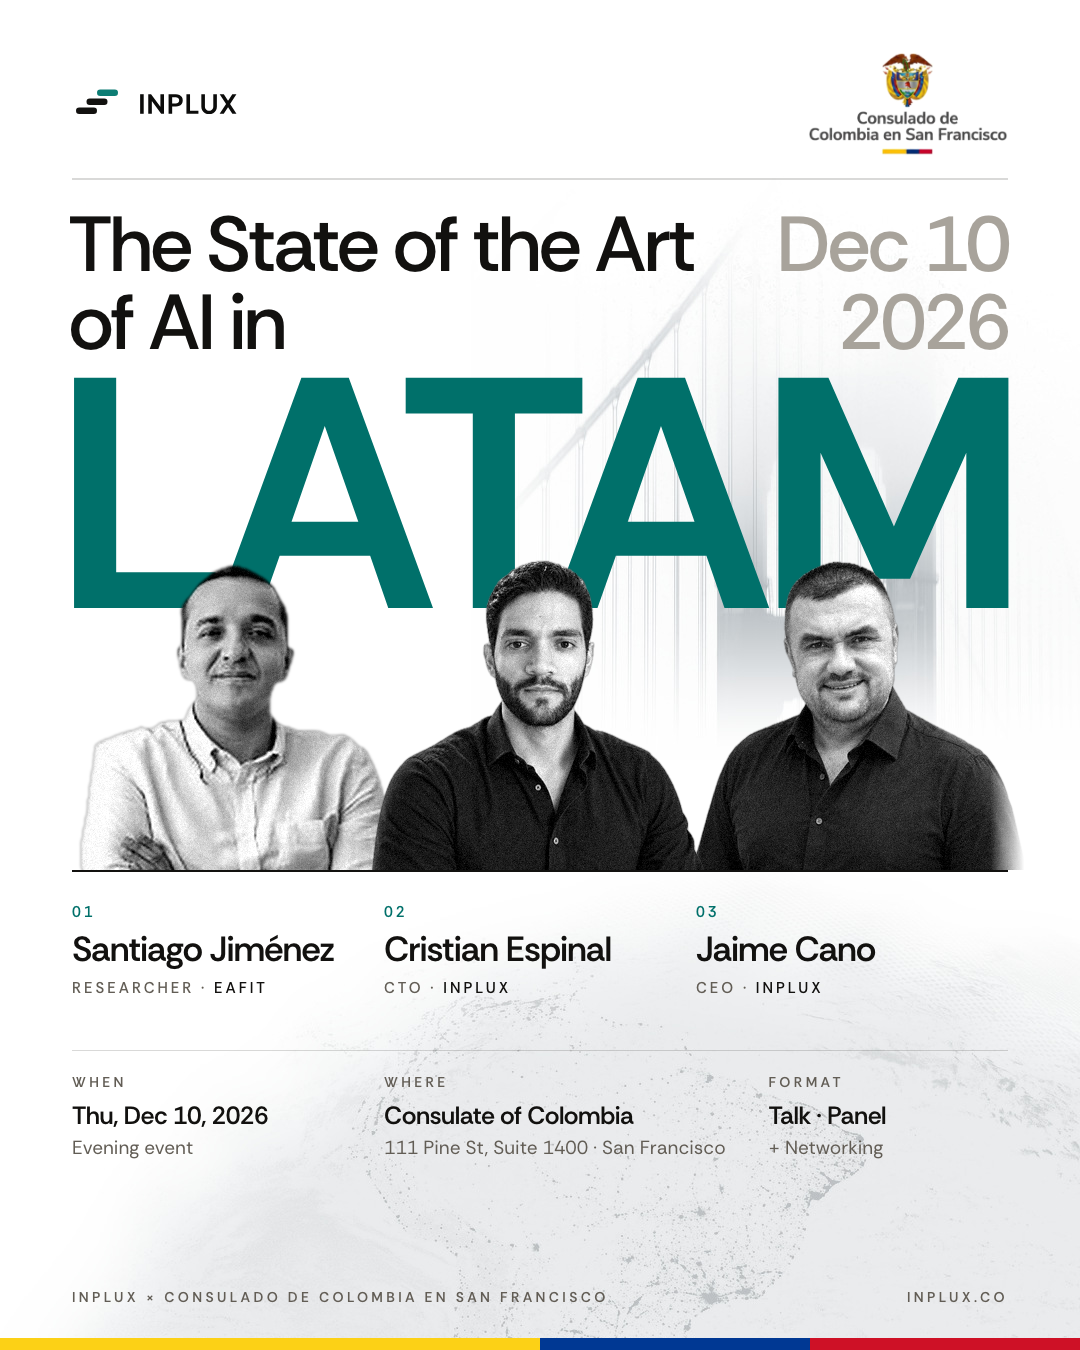 INPLUX
Consulado de
Colombia en San Francisco
The State of the Art
of AI in
Dec 10
2026
LATAM
01
Santiago Jiménez
RESEARCHER · EAFIT
02
Cristian Espinal
CTO · INPLUX
03
Jaime Cano
CEO · INPLUX
WHEN
Thu, Dec 10, 2026
Evening event
WHERE
Consulate of Colombia
111 Pine St, Suite 1400 · San Francisco
FORMAT
Talk · Panel
+ Networking
INPLUX × CONSULADO DE COLOMBIA EN SAN FRANCISCO
INPLUX.CO